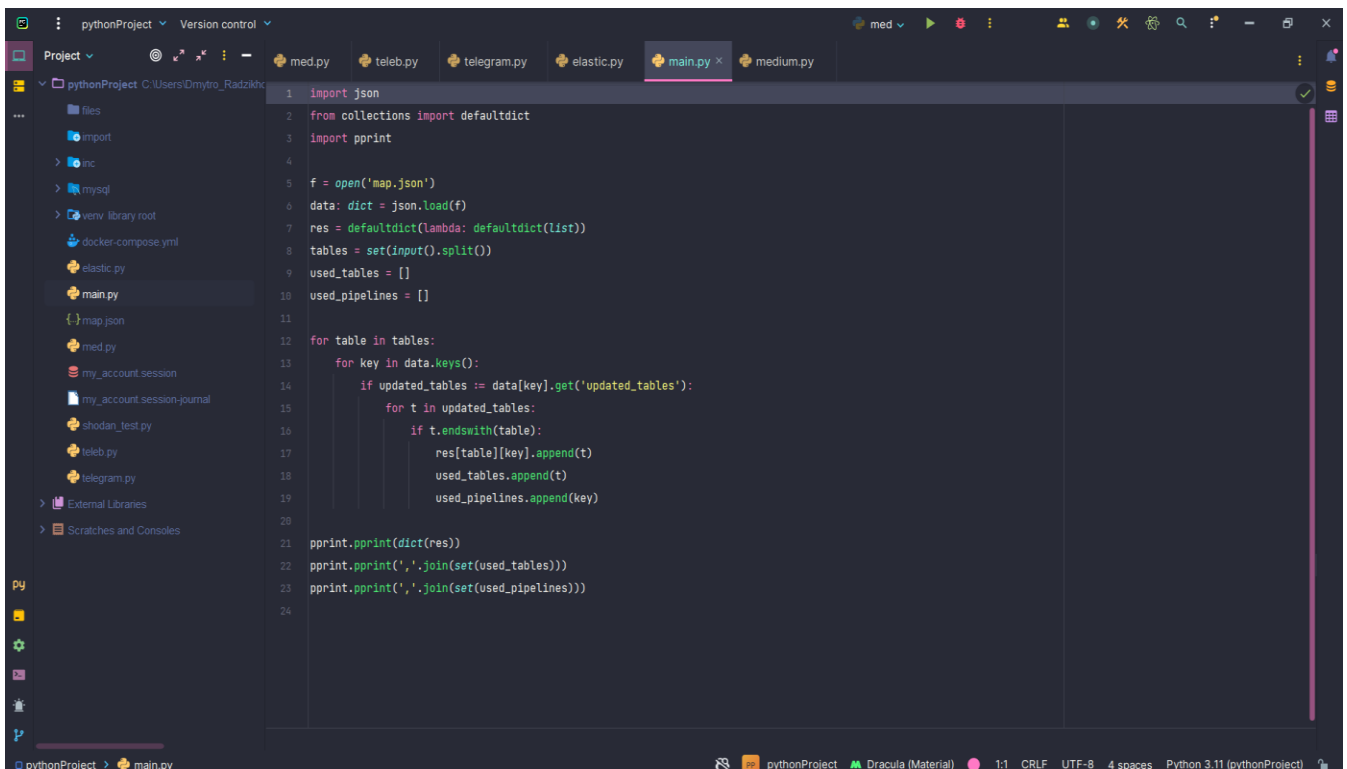 PC pythonProject Version control med
Project med.py teleb.py telegram.py elastic.py main.py medium.py
pythonProject C:\Users\Dmytro_Radzikho
files
import
inc
mysql
venv library root
docker-compose.yml
elastic.py
main.py
{..} map.json
med.py
my_account.session
my_account.session-journal
shodan_test.py
teleb.py
telegram.py
External Libraries
Scratches and Consoles
1 import json
2 from collections import defaultdict
3 import pprint
4
5 f = open('map.json')
6 data: dict = json.load(f)
7 res = defaultdict(lambda: defaultdict(list))
8 tables = set(input().split())
9 used_tables = []
10 used_pipelines = []
11
12 for table in tables:
13 for key in data.keys():
14 if updated_tables := data[key].get('updated_tables'):
15 for t in updated_tables:
16 if t.endswith(table):
17 res[table][key].append(t)
18 used_tables.append(t)
19 used_pipelines.append(key)
20
21 pprint.pprint(dict(res))
22 pprint.pprint(','.join(set(used_tables)))
23 pprint.pprint(','.join(set(used_pipelines)))
24
py
pythonProject > main.py PP pythonProject Dracula (Material) 1:1 CRLF UTF-8 4 spaces Python 3.11 (pythonProject)